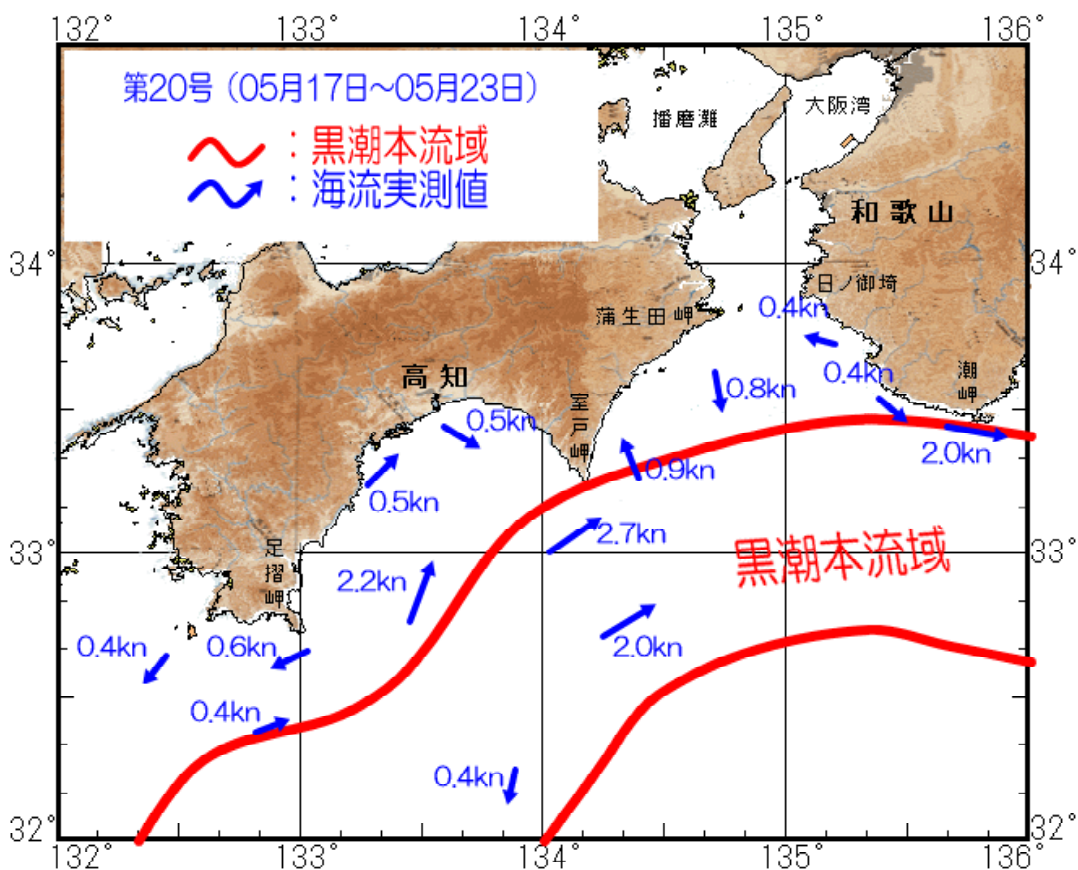 132° 133° 134° 135° 136°
第20号（05月17日～05月23日）
：黒潮本流域
：海流実測値
播磨灘
大阪湾
和歌山
34° 34°
日ノ御埼
0.4kn
蒲生田岬
0.4kn
潮岬
高知
0.8kn
室戸岬
0.5kn
2.0kn
0.9kn
0.5kn
2.7kn
黒潮本流域
33° 33°
足摺岬
2.2kn
0.4kn
0.6kn
2.0kn
0.4kn
0.4kn
32° 32°
132° 133° 134° 135° 136°